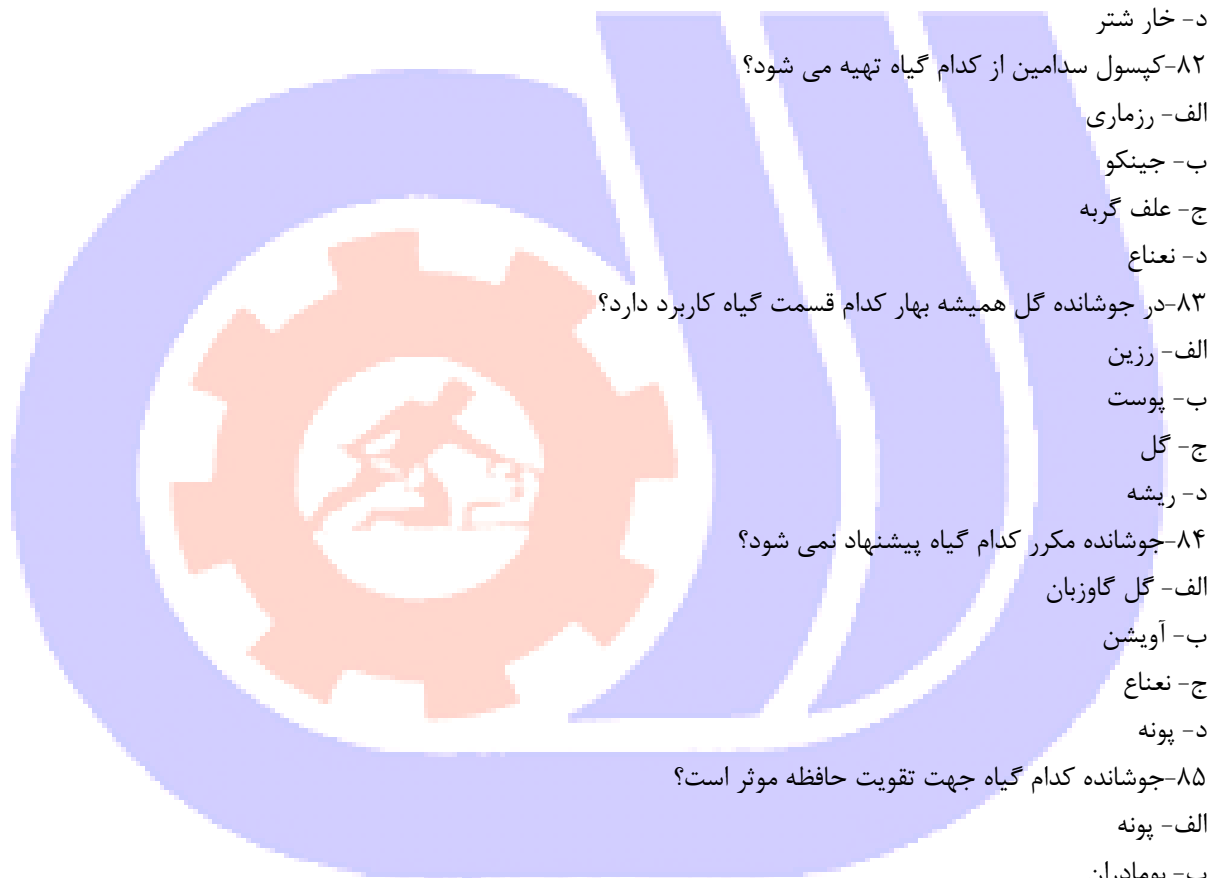 د- خار شتر
۸۲-کپسول سدامین از کدام گیاه تهیه می شود؟
الف- رزماری
ب- جینکو
ج- علف گربه
د- نعناع
۸۳-در جوشانده گل همیشه بهار کدام قسمت گیاه کاربرد دارد؟
الف- رزین
ب- پوست
ج- گل
د- ریشه
۸۴-جوشانده مکرر کدام گیاه پیشنهاد نمی شود؟
الف- گل گاوزبان
ب- آویشن
ج- نعناع
د- پونه
۸۵-جوشانده کدام گیاه جهت تقویت حافظه موثر است؟
الف- پونه
ب- بومادران